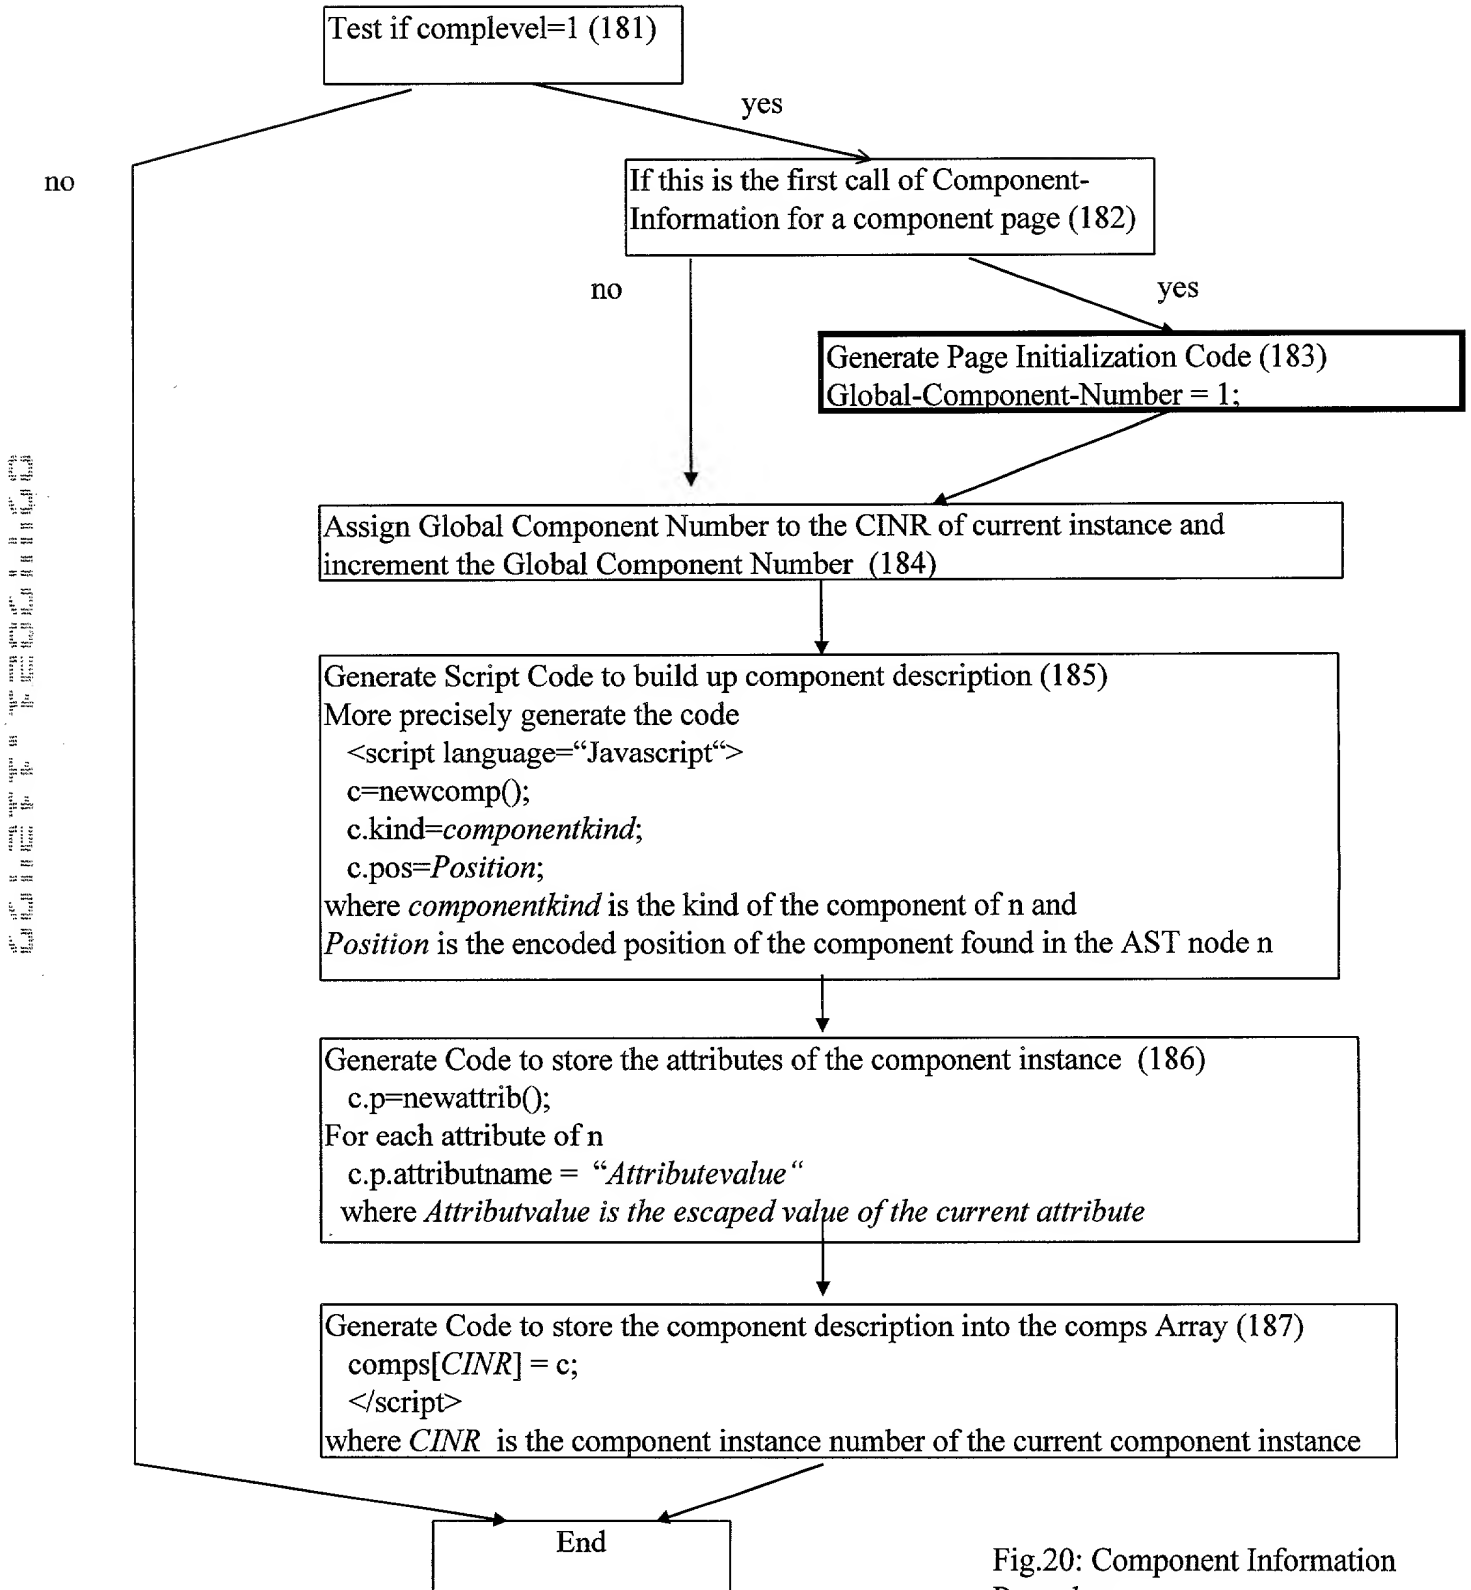 Test if complevel=1 (181)
yes
no
If this is the first call of Component-
Information for a component page (182)
no
yes
Generate Page Initialization Code (183)
Global-Component-Number = 1;
Assign Global Component Number to the CINR of current instance and
increment the Global Component Number (184)
Generate Script Code to build up component description (185)
More precisely generate the code
<script language=“Javascript“>
c=newcomp();
c.kind=componentkind;
c.pos=Position;
where componentkind is the kind of the component of n and
Position is the encoded position of the component found in the AST node n
Generate Code to store the attributes of the component instance (186)
c.p=newattrib();
For each attribute of n
c.p.attributname = “Attributevalue“
where Attributvalue is the escaped value of the current attribute
Generate Code to store the component description into the comps Array (187)
comps[CINR] = c;
</script>
where CINR is the component instance number of the current component instance
End
Fig.20: Component Information